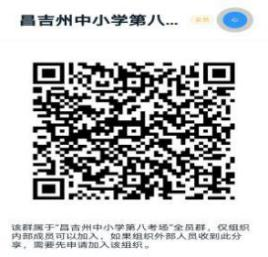 昌吉州中小学第八...
全员
该群属于“昌吉州中小学第八考场”全员群，仅组织
内部成员可以加入，如果组织外部人员收到此分
享，需要先申请加入该组织。